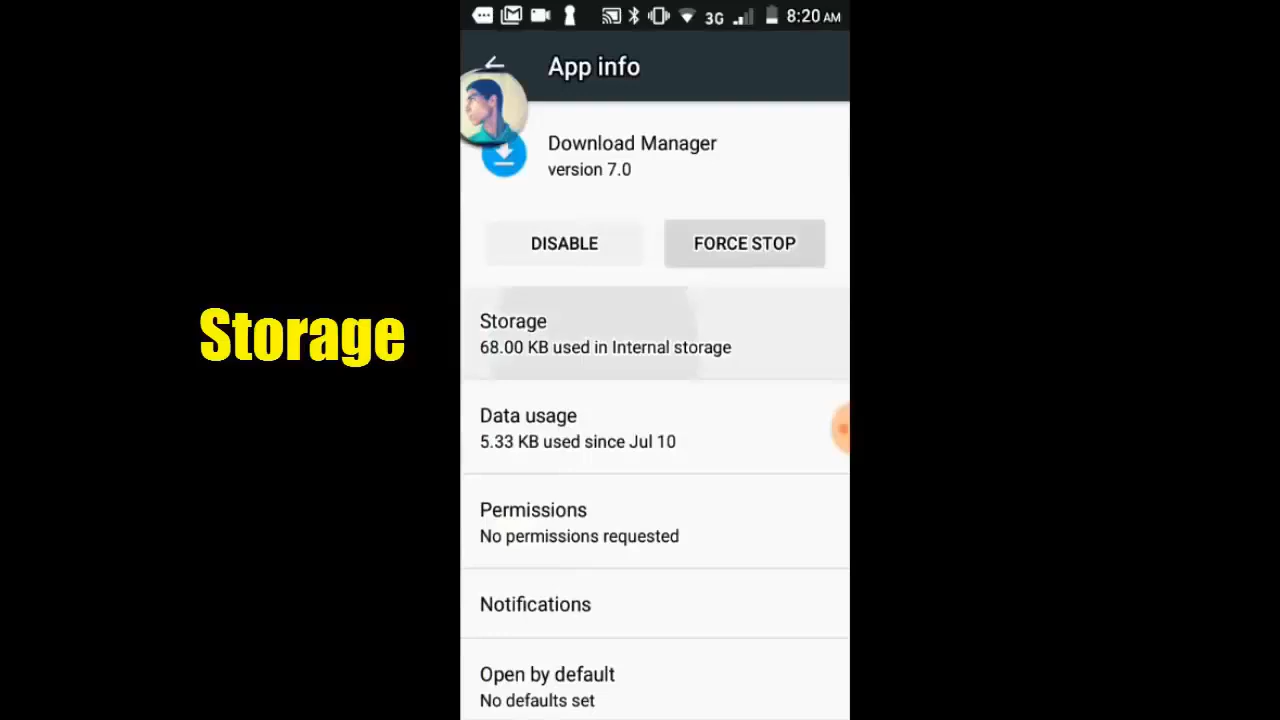 3G 8:20 AM
App info
Download Manager
version 7.0
DISABLE FORCE STOP
Storage
Storage
68.00 KB used in Internal storage
Data usage
5.33 KB used since Jul 10
Permissions
No permissions requested
Notifications
Open by default
No defaults set